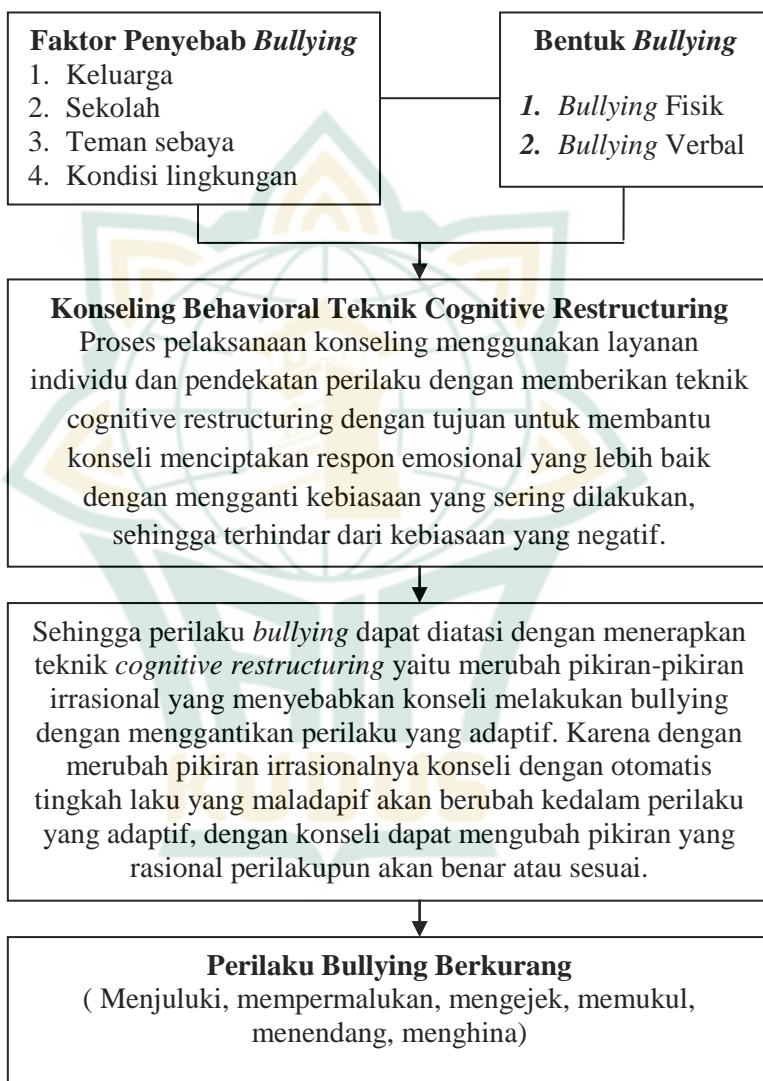 Faktor Penyebab Bullying
1. Keluarga
2. Sekolah
3. Teman sebaya
4. Kondisi lingkungan
Bentuk Bullying
1. Bullying Fisik
2. Bullying Verbal
Konseling Behavioral Teknik Cognitive Restructuring
Proses pelaksanaan konseling menggunakan layanan
individu dan pendekatan perilaku dengan memberikan teknik
cognitive restructuring dengan tujuan untuk membantu
konseli menciptakan respon emosional yang lebih baik
dengan mengganti kebiasaan yang sering dilakukan,
sehingga terhindar dari kebiasaan yang negatif.
Sehingga perilaku bullying dapat diatasi dengan menerapkan
teknik cognitive restructuring yaitu merubah pikiran-pikiran
irrasional yang menyebabkan konseli melakukan bullying
dengan menggantikan perilaku yang adaptif. Karena dengan
merubah pikiran irrasionalnya konseli dengan otomatis
tingkah laku yang maladapif akan berubah kedalam perilaku
yang adaptif, dengan konseli dapat mengubah pikiran yang
rasional perilakupun akan benar atau sesuai.
KUDUS
Perilaku Bullying Berkurang
( Menjuluki, mempermalukan, mengejek, memukul,
menendang, menghina)